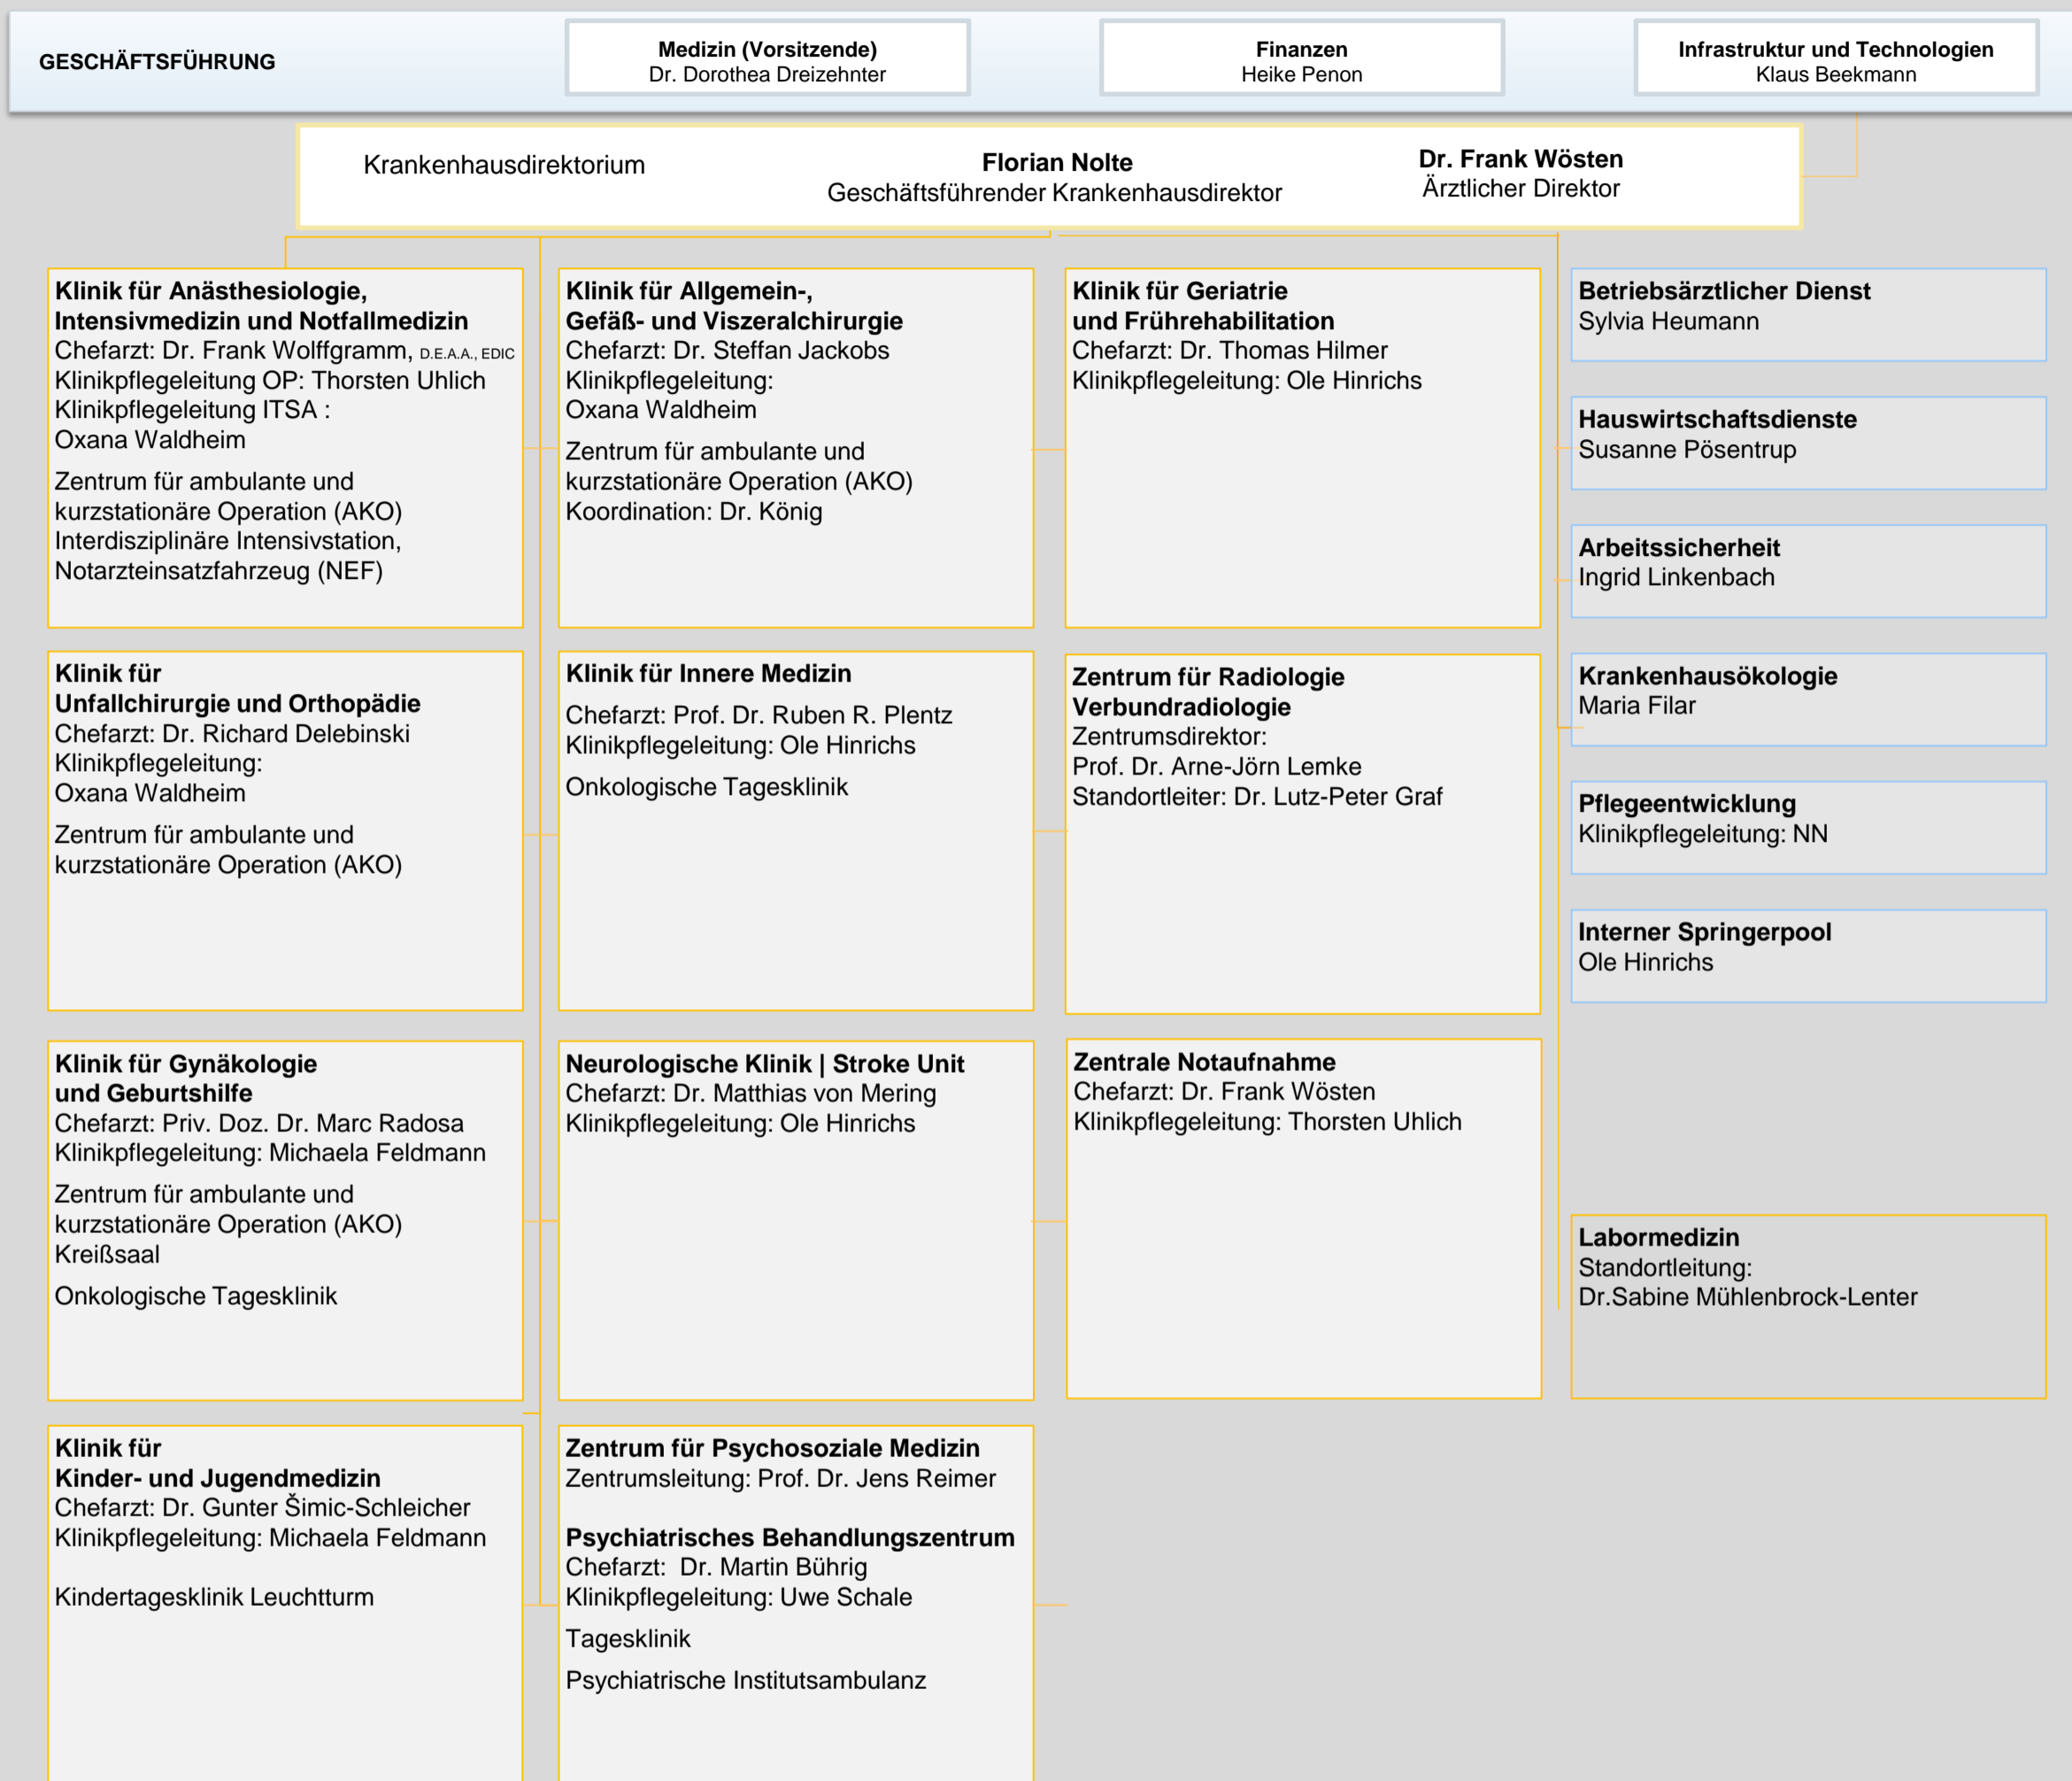 GESCHÄFTSFÜHRUNG
Medizin (Vorsitzende)
Dr. Dorothea Dreizehnter
Finanzen
Heike Penon
Infrastruktur und Technologien
Klaus Beekmann
Krankenhausdirektorium
Florian Nolte
Geschäftsführender Krankenhausdirektor
Dr. Frank Wösten
Ärztlicher Direktor
Klinik für Anästhesiologie,
Intensivmedizin und Notfallmedizin
Chefarzt: Dr. Frank Wolffgramm, D.E.A.A., EDIC
Klinikpflegeleitung OP: Thorsten Uhlich
Klinikpflegeleitung ITSA :
Oxana Waldheim
Zentrum für ambulante und
kurzstationäre Operation (AKO)
Interdisziplinäre Intensivstation,
Notarzteinsatzfahrzeug (NEF)
Klinik für Allgemein-,
Gefäß- und Viszeralchirurgie
Chefarzt: Dr. Steffan Jackobs
Klinikpflegeleitung:
Oxana Waldheim
Zentrum für ambulante und
kurzstationäre Operation (AKO)
Koordination: Dr. König
Klinik für Geriatrie
und Frührehabilitation
Chefarzt: Dr. Thomas Hilmer
Klinikpflegeleitung: Ole Hinrichs
Betriebsärztlicher Dienst
Sylvia Heumann
Hauswirtschaftsdienste
Susanne Pösentrup
Arbeitssicherheit
Ingrid Linkenbach
Klinik für
Unfallchirurgie und Orthopädie
Chefarzt: Dr. Richard Delebinski
Klinikpflegeleitung:
Oxana Waldheim
Zentrum für ambulante und
kurzstationäre Operation (AKO)
Klinik für Innere Medizin
Chefarzt: Prof. Dr. Ruben R. Plentz
Klinikpflegeleitung: Ole Hinrichs
Onkologische Tagesklinik
Zentrum für Radiologie
Verbundradiologie
Zentrumsdirektor:
Prof. Dr. Arne-Jörn Lemke
Standortleiter: Dr. Lutz-Peter Graf
Krankenhausökologie
Maria Filar
Pflegeentwicklung
Klinikpflegeleitung: NN
Interner Springerpool
Ole Hinrichs
Klinik für Gynäkologie
und Geburtshilfe
Chefarzt: Priv. Doz. Dr. Marc Radosa
Klinikpflegeleitung: Michaela Feldmann
Zentrum für ambulante und
kurzstationäre Operation (AKO)
Kreißsaal
Onkologische Tagesklinik
Neurologische Klinik | Stroke Unit
Chefarzt: Dr. Matthias von Mering
Klinikpflegeleitung: Ole Hinrichs
Zentrale Notaufnahme
Chefarzt: Dr. Frank Wösten
Klinikpflegeleitung: Thorsten Uhlich
Labormedizin
Standortleitung:
Dr.Sabine Mühlenbrock-Lenter
Klinik für
Kinder- und Jugendmedizin
Chefarzt: Dr. Gunter Šimic-Schleicher
Klinikpflegeleitung: Michaela Feldmann
Kindertagesklinik Leuchtturm
Zentrum für Psychosoziale Medizin
Zentrumsleitung: Prof. Dr. Jens Reimer
Psychiatrisches Behandlungszentrum
Chefarzt:  Dr. Martin Bührig
Klinikpflegeleitung: Uwe Schale
Tagesklinik
Psychiatrische Institutsambulanz